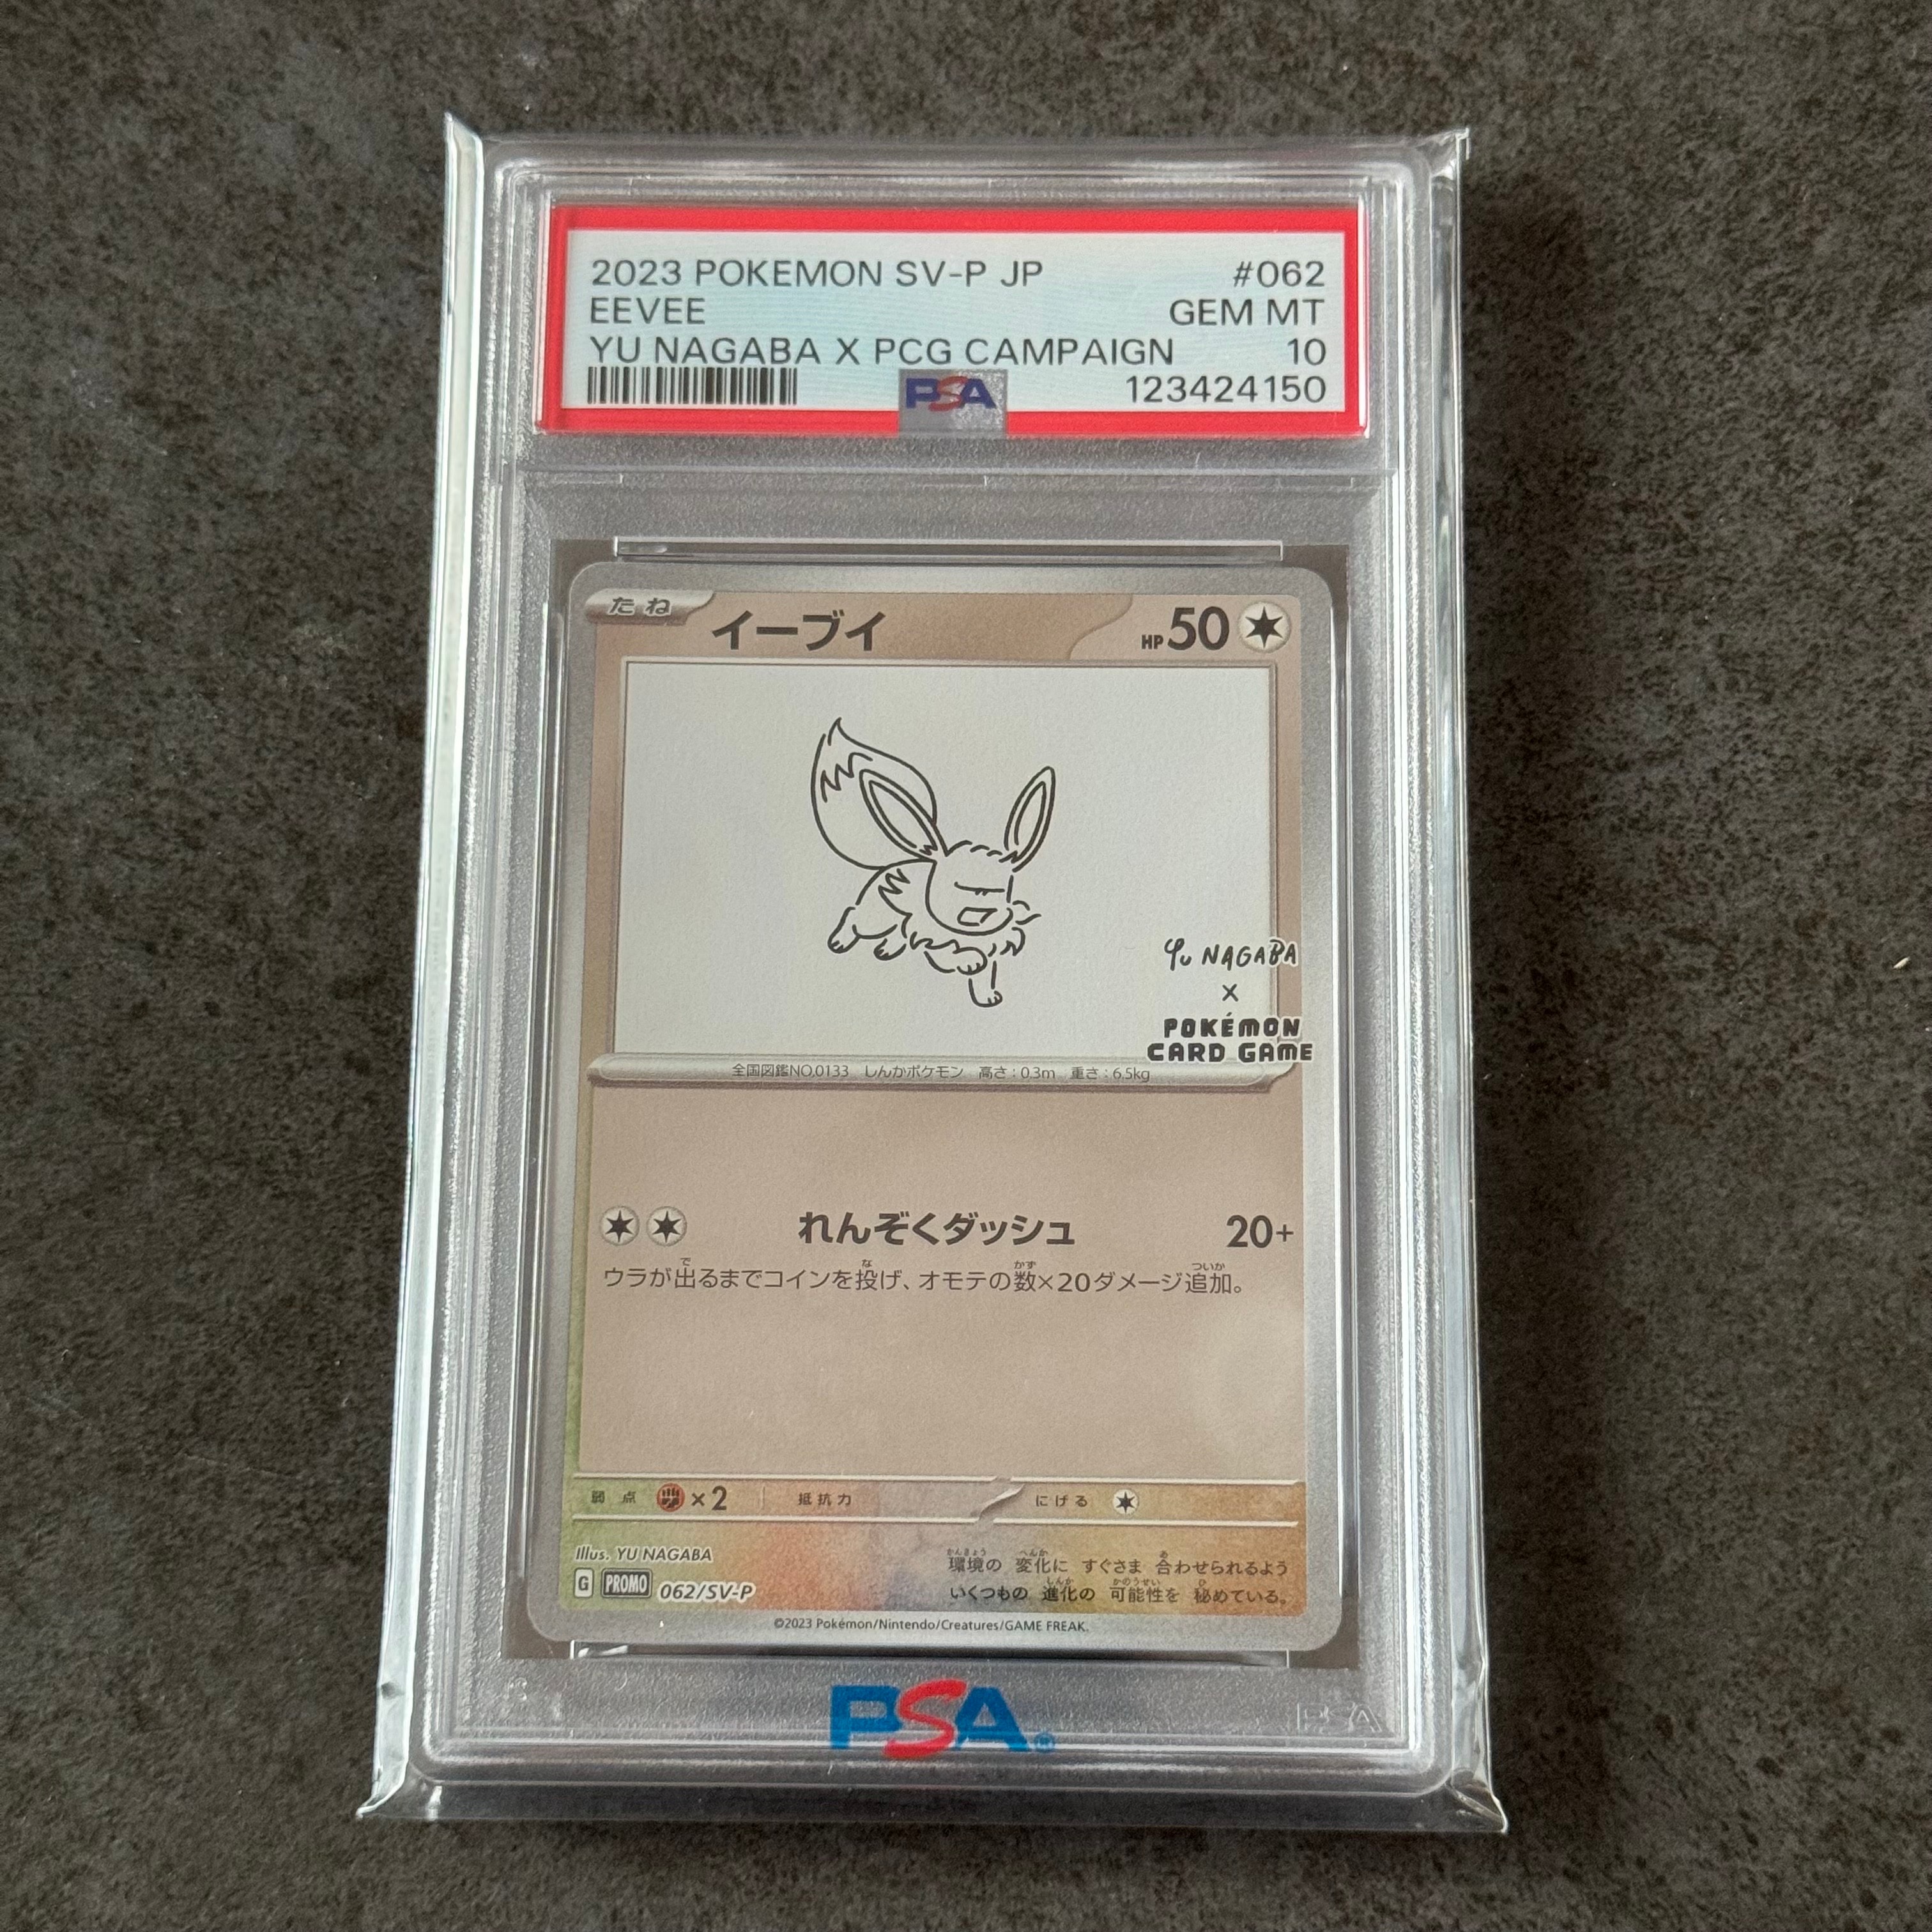 2023 POKEMON SV-P JP #062
EEVEE GEM MT
YU NAGABA X PCG CAMPAIGN 10
PSA 123424150
たね イーブイ HP 50
Yu NAGABA
×
POKÉMON
CARD GAME
全国図鑑NO.0133 しんかポケモン 高さ：0.3m 重さ：6.5kg
れんぞくダッシュ 20+
ウラが出るまでコインを投げ、オモテの数×20ダメージ追加。
弱点 ×2 抵抗力 にげる
Illus. YU NAGABA
G PROMO 062/SV-P
環境の 変化に すぐさま 合わせられるよう
いくつもの 進化の 可能性を 秘めている。
©2023 Pokémon/Nintendo/Creatures/GAME FREAK.
PSA®
PSA